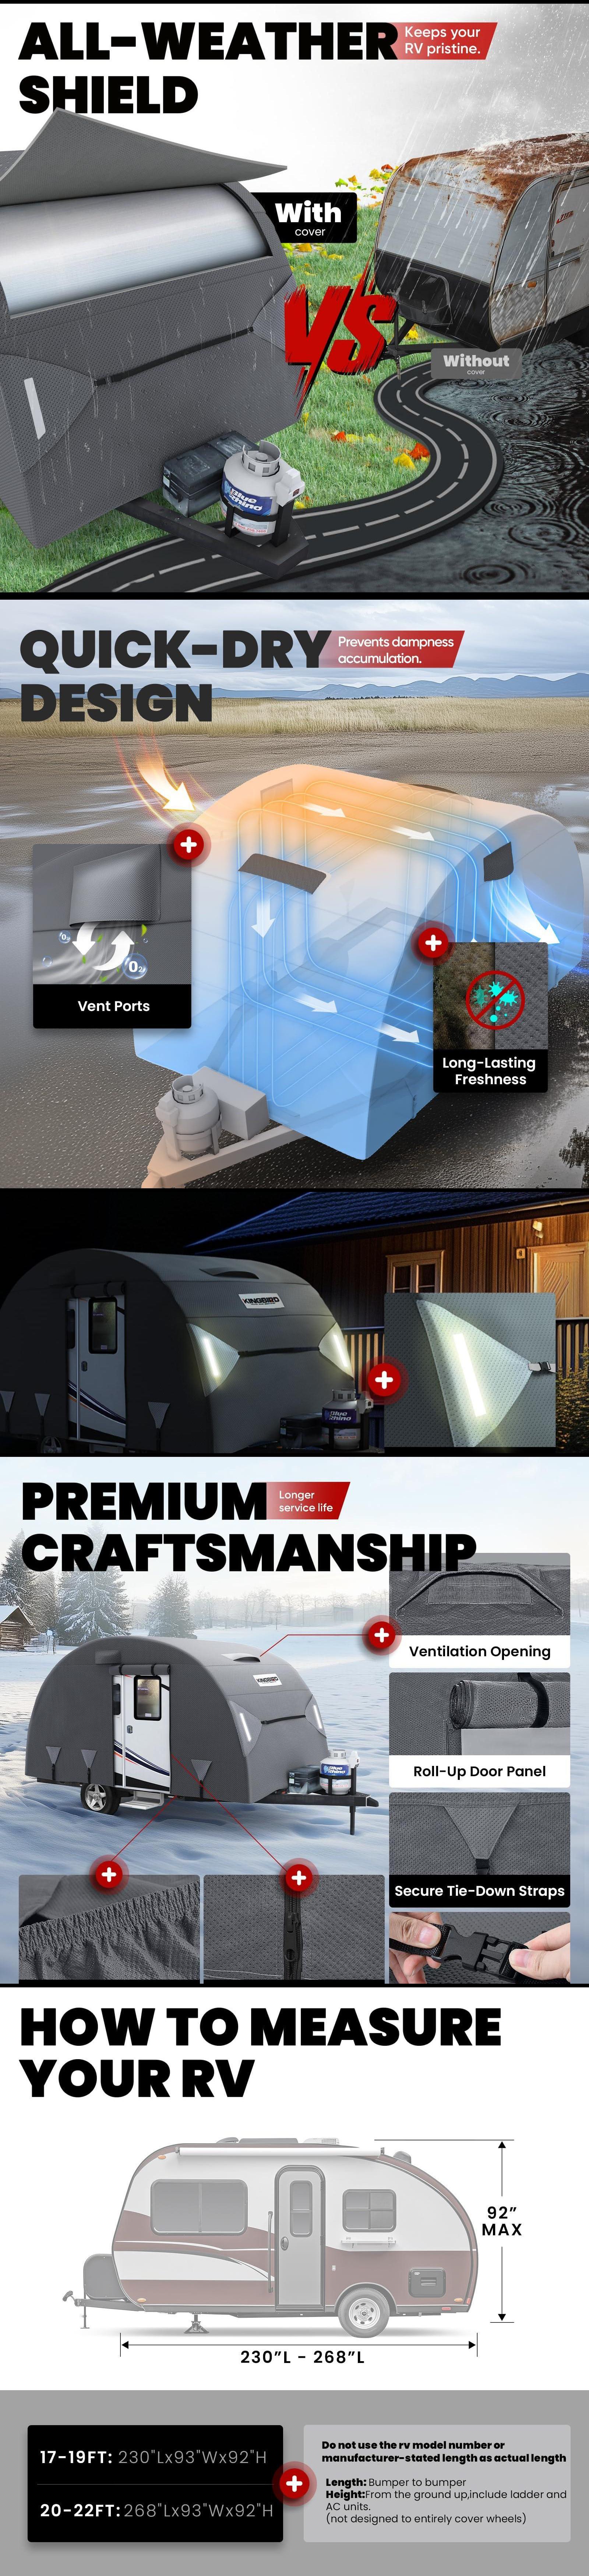 ALL-WEATHER
SHIELD
Keeps your
RV pristine.
With
cover
VS
Without
cover
Blue
Rhino
QUICK-DRY
DESIGN
Prevents dampness
accumulation.
Vent Ports
Long-Lasting
Freshness
KINGBIRD
PREMIUM
CRAFTSMANSHIP
Longer
service life
Ventilation Opening
KINGBIRD
Blue
Rhino
Roll-Up Door Panel
Secure Tie-Down Straps
HOW TO MEASURE
YOUR RV
92”
MAX
230”L - 268”L
17-19FT: 230"Lx93"Wx92"H
20-22FT: 268"Lx93"Wx92"H
Do not use the rv model number or
manufacturer-stated length as actual length
Length: Bumper to bumper
Height:From the ground up,include ladder and
AC units.
(not designed to entirely cover wheels)